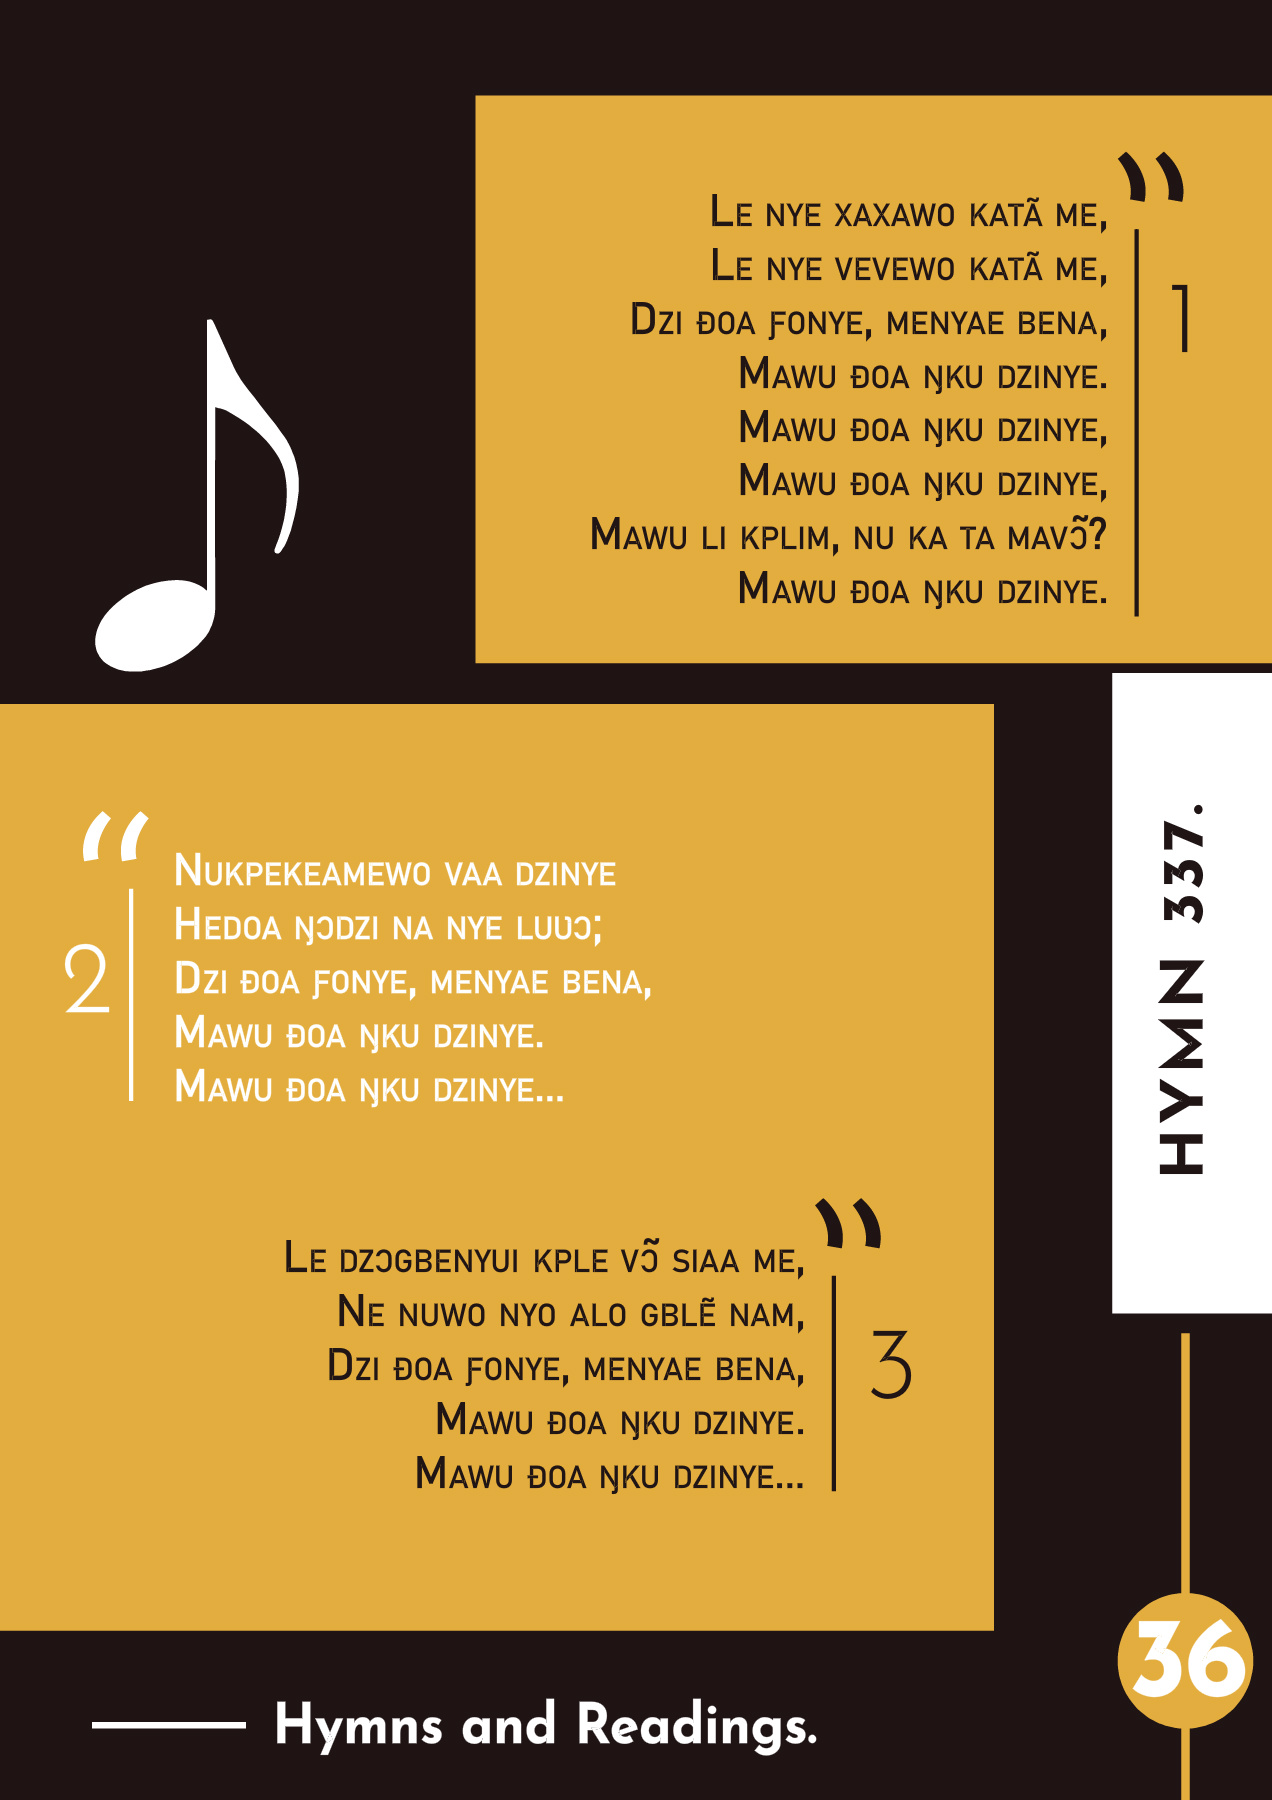 Le nye xaxawo katã me,
Le nye vevewo katã me,
Dzi ɖoa ƒonye, menyae bena,
Mawu ɖoa ŋku dzinye.
Mawu ɖoa ŋku dzinye,
Mawu ɖoa ŋku dzinye,
Mawu li kplim, nu ka ta mavɔ̃?
Mawu ɖoa ŋku dzinye.
”
1
“
2
Nukpekeamewo vaa dzinye
Hedoa ŋɔdzi na nye luʋɔ;
Dzi ɖoa ƒonye, menyae bena,
Mawu ɖoa ŋku dzinye.
Mawu ɖoa ŋku dzinye...
Le dzɔgbenyui kple vɔ̃ siaa me,
Ne nuwo nyo alo gblẽ nam,
Dzi ɖoa ƒonye, menyae bena,
Mawu ɖoa ŋku dzinye.
Mawu ɖoa ŋku dzinye...
”
3
HYMN 337.
36
Hymns and Readings.